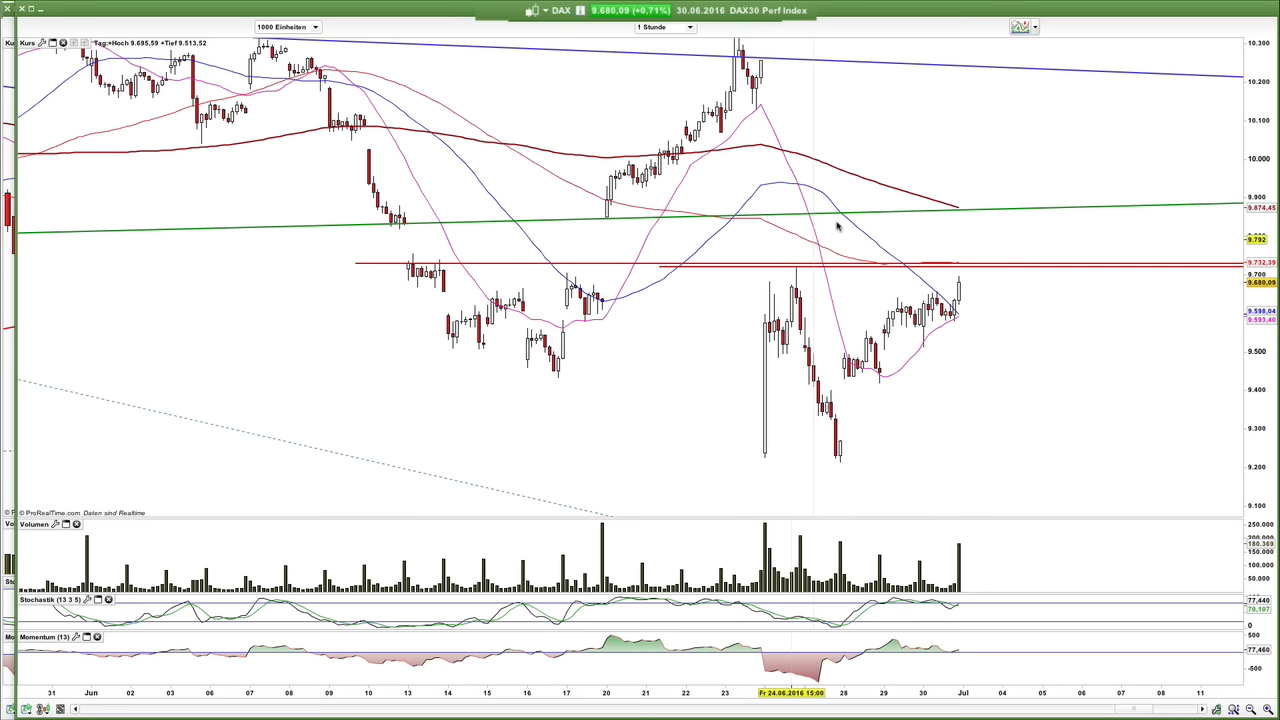 DAX 9.680,09 (+0,71%) 30.06.2016 DAX30 Perf Index
1000 Einheiten
1 Stunde
Ku
Kurs
Tag:+Hoch 9.695,59 +Tief 9.513,52
10.300
10.200
10.100
10.000
9.900
9.874,45
9.792
9.732,39
9.700
9.680,09
9.598,04
9.593,40
9.500
9.400
9.300
9.200
9.100
© ProRealTime.com Daten sind Realtime
Vo
Volumen
250.000
180.369
150.000
100.000
50.000
Sto
Stochastik (13 3 5)
77,440
70,107
0
Mo
Momentum (13)
500
77,460
-500
31 Jun 02 03 06 07 08 09 10 13 14 15 16 17 20 21 22 23 Fr 24.06.2016 15:00 28 29 30 Jul 04 05 06 07 08 11